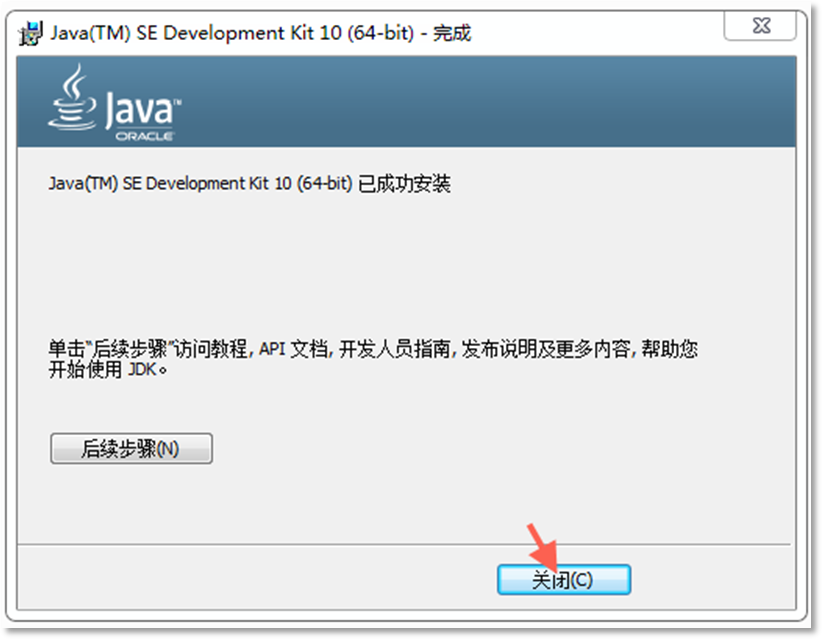 Java(TM) SE Development Kit 10 (64-bit) - 完成
Java™
ORACLE
Java(TM) SE Development Kit 10 (64-bit) 已成功安装
单击“后续步骤”访问教程, API 文档, 开发人员指南, 发布说明及更多内容, 帮助您
开始使用 JDK。
后续步骤(N)
关闭(C)